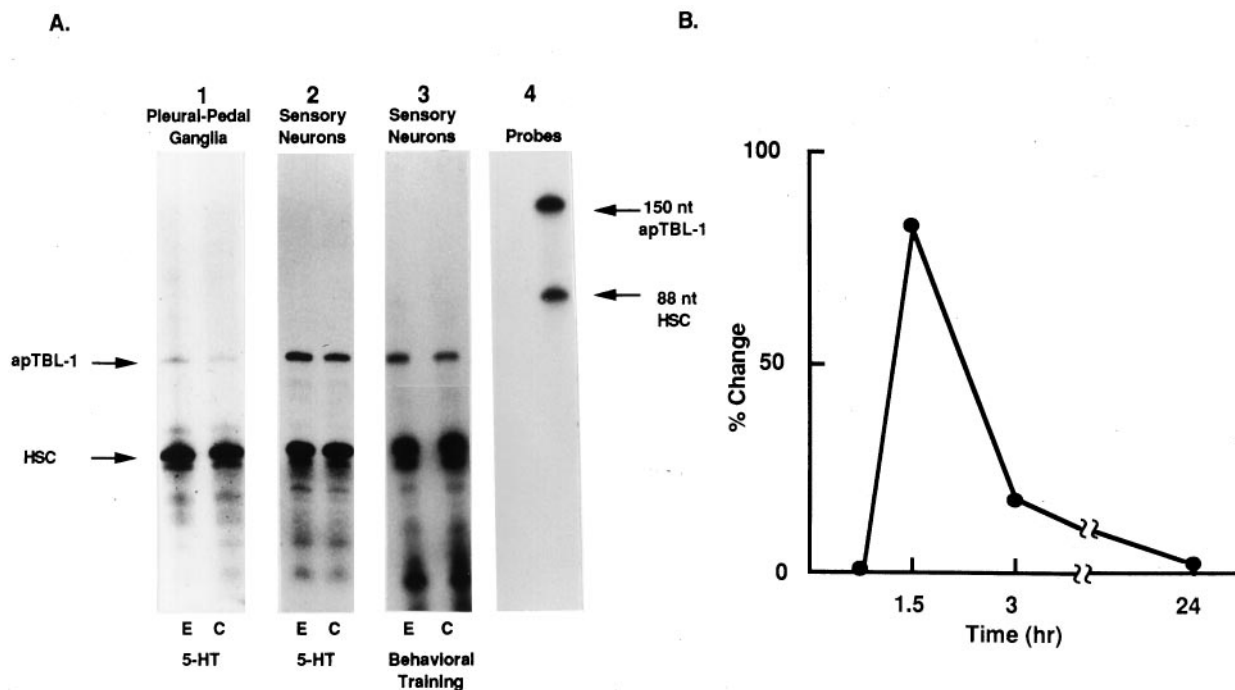 A.
B.
1
Pleural-Pedal
Ganglia
2
Sensory
Neurons
3
Sensory
Neurons
4
Probes
150 nt
apTBL-1
88 nt
HSC
apTBL-1
HSC
E C
5-HT
E C
5-HT
E C
Behavioral
Training
% Change
100
50
0
1.5 3 24
Time (hr)